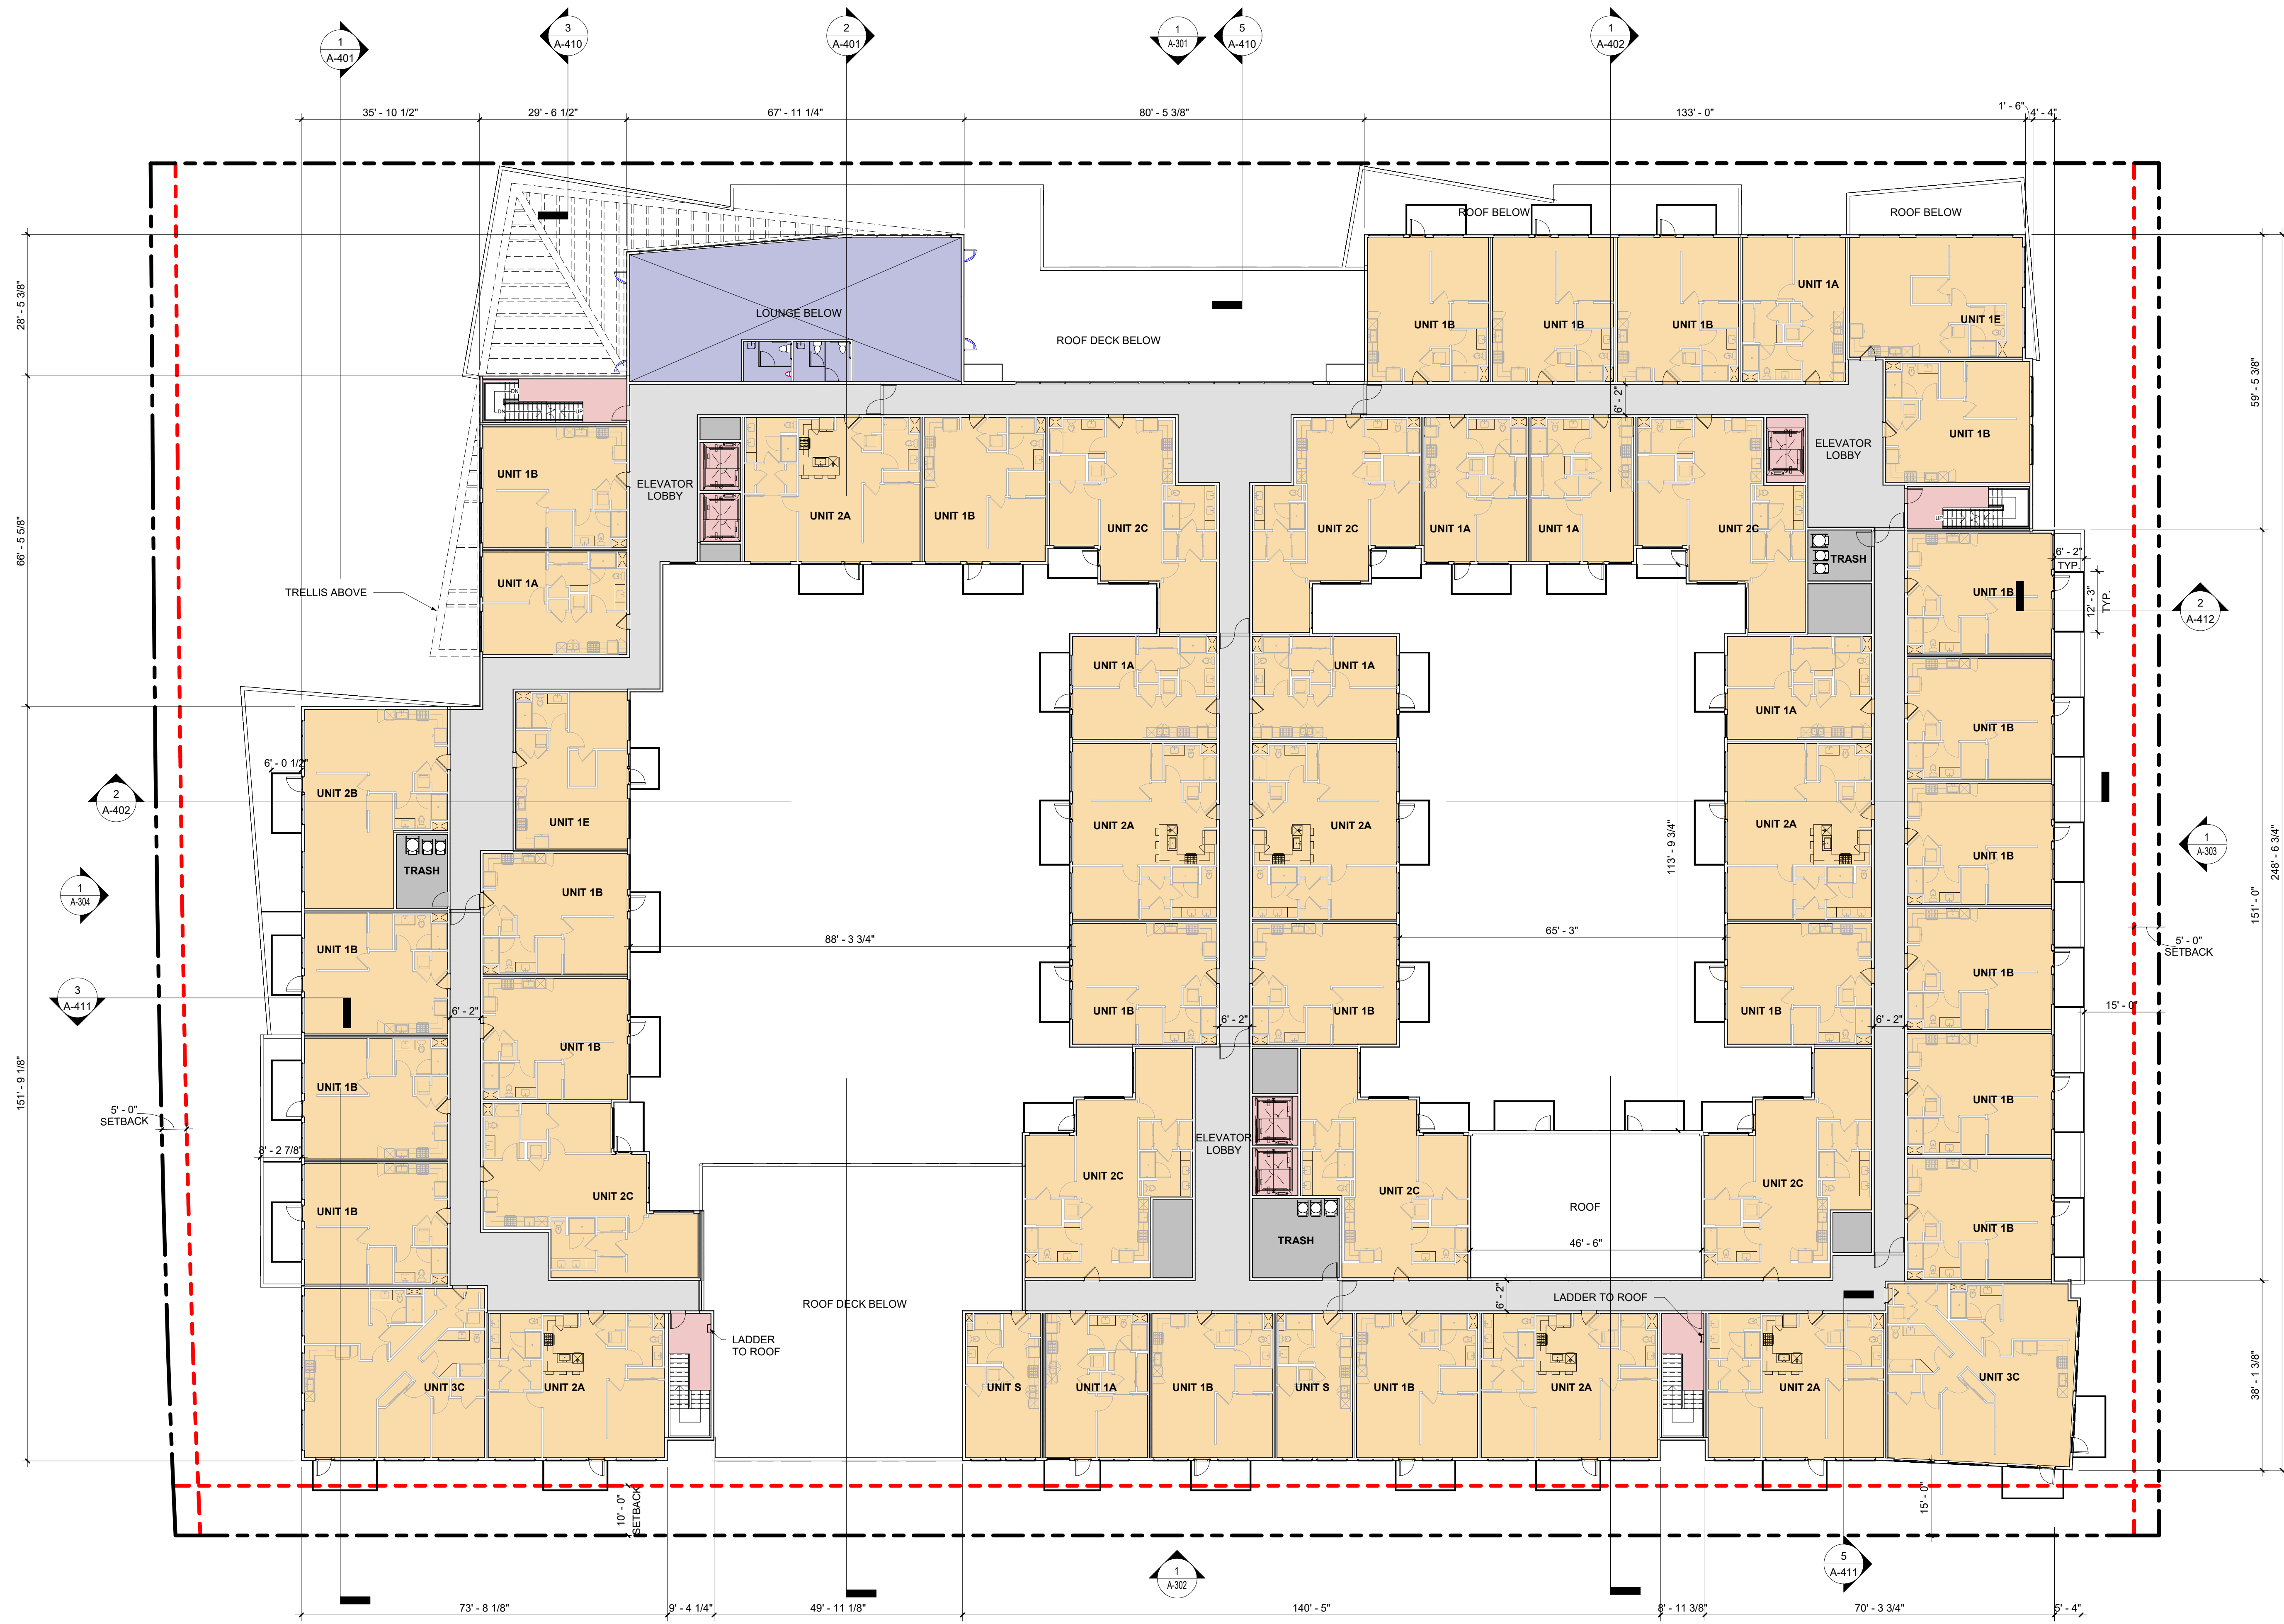 1
A-401
3
A-410
2
A-401
1
A-301
5
A-410
1
A-402
35' - 10 1/2"
29' - 6 1/2"
67' - 11 1/4"
80' - 5 3/8"
133' - 0"
1' - 6"
4' - 4"
ROOF BELOW
ROOF BELOW
28' - 5 3/8"
LOUNGE BELOW
ROOF DECK BELOW
UNIT 1B
UNIT 1B
UNIT 1B
UNIT 1A
UNIT 1E
59' - 5 3/8"
DN
DN
UP
6' - 2"
UNIT 1B
ELEVATOR
LOBBY
UNIT 2A
UNIT 1B
UNIT 2C
UNIT 2C
UNIT 1A
UNIT 1A
UNIT 2C
ELEVATOR
LOBBY
UNIT 1B
UP
66' - 5 5/8"
UNIT 1A
TRELLIS ABOVE
TRASH
6' - 2"
TYP.
12' - 3"
TYP.
UNIT 1B
2
A-412
UNIT 1A
UNIT 1A
UNIT 1A
UNIT 1B
6' - 0 1/2"
UNIT 2B
UNIT 1E
2
A-402
UNIT 2A
UNIT 2A
UNIT 2A
113' - 9 3/4"
UNIT 1B
1
A-303
248' - 6 3/4"
TRASH
UNIT 1B
1
A-304
151' - 0"
UNIT 1B
88' - 3 3/4"
65' - 3"
5' - 0"
SETBACK
UNIT 1B
3
A-411
6' - 2"
UNIT 1B
UNIT 1B
UNIT 1B
6' - 2"
UNIT 1B
6' - 2"
15' - 0"
151' - 9 1/8"
UNIT 1B
5' - 0"
SETBACK
8' - 2 7/8"
UNIT 1B
ELEVATOR
LOBBY
UNIT 2C
UNIT 2C
UNIT 2C
UNIT 1B
UNIT 1B
UNIT 2C
ROOF
UNIT 1B
TRASH
46' - 6"
ROOF DECK BELOW
6' - 2"
LADDER TO ROOF
LADDER
TO ROOF
UNIT 3C
UNIT 2A
UNIT S
UNIT 1A
UNIT 1B
UNIT S
UNIT 1B
UNIT 2A
UNIT 2A
UNIT 3C
38' - 1 3/8"
10' - 0"
SETBACK
15' - 0"
1
A-302
5
A-411
73' - 8 1/8"
9' - 4 1/4"
49' - 11 1/8"
140' - 5"
8' - 11 3/8"
70' - 3 3/4"
5' - 4"